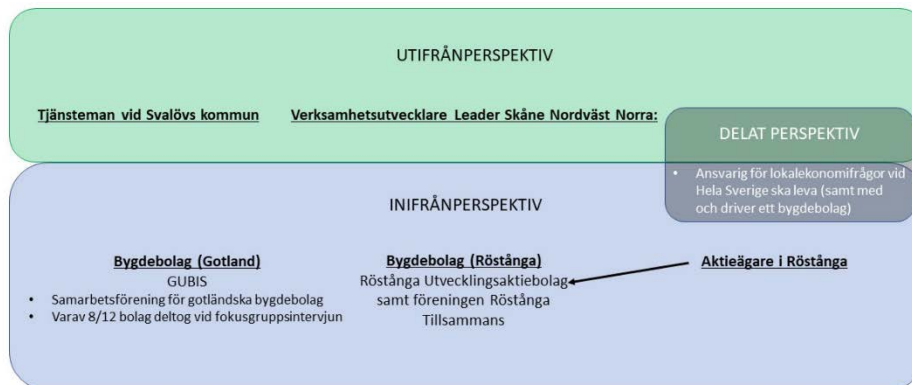 UTIFRÅNPERSPEKTIV
Tjänsteman vid Svalövs kommun
Verksamhetsutvecklare Leader Skåne Nordväst Norra:
DELAT PERSPEKTIV
• Ansvarig för lokalekonomifrågor vid
Hela Sverige ska leva (samt med
och driver ett bygdebolag)
INIFRÅNPERSPEKTIV
Bygdebolag (Gotland)
GUBIS
• Samarbetsförening för gotländska bygdebolag
• Varav 8/12 bolag deltog vid fokusgruppsintervjun
Bygdebolag (Röstånga)
Röstånga Utvecklingsaktiebolag
samt föreningen Röstånga
Tillsammans
Aktieägare i Röstånga